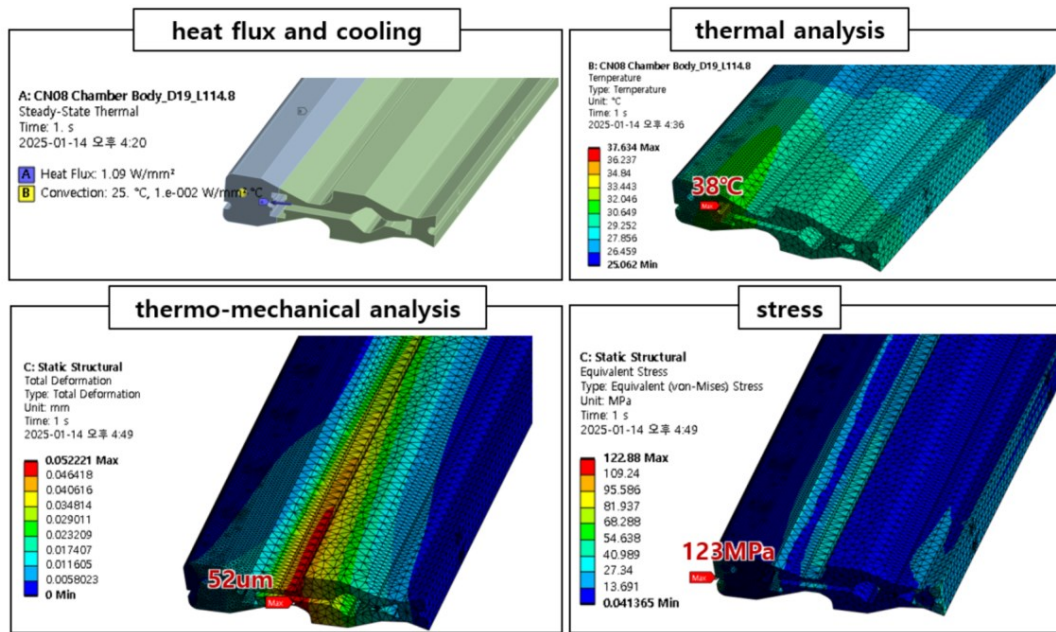 heat flux and cooling
A: CN08 Chamber Body_D19_L114.8
Steady-State Thermal
Time: 1. s
2025-01-14 오후 4:20
A Heat Flux: 1.09 W/mm²
B Convection: 25. °C, 1.e-002 W/mm²·°C
thermal analysis
B: CN08 Chamber Body_D19_L114.8
Temperature
Type: Temperature
Unit: °C
Time: 1 s
2025-01-14 오후 4:36
37.634 Max
36.237
34.84
33.443
32.046
30.649
29.252
27.856
26.459
25.062 Min
38℃
Max
thermo-mechanical analysis
C: Static Structural
Total Deformation
Type: Total Deformation
Unit: mm
Time: 1 s
2025-01-14 오후 4:49
0.052221 Max
0.046418
0.040616
0.034814
0.029011
0.023209
0.017407
0.011605
0.0058023
0 Min
52um
Max
stress
C: Static Structural
Equivalent Stress
Type: Equivalent (von-Mises) Stress
Unit: MPa
Time: 1 s
2025-01-14 오후 4:49
122.88 Max
109.24
95.586
81.937
68.288
54.638
40.989
27.34
13.691
0.041365 Min
123MPa
Max